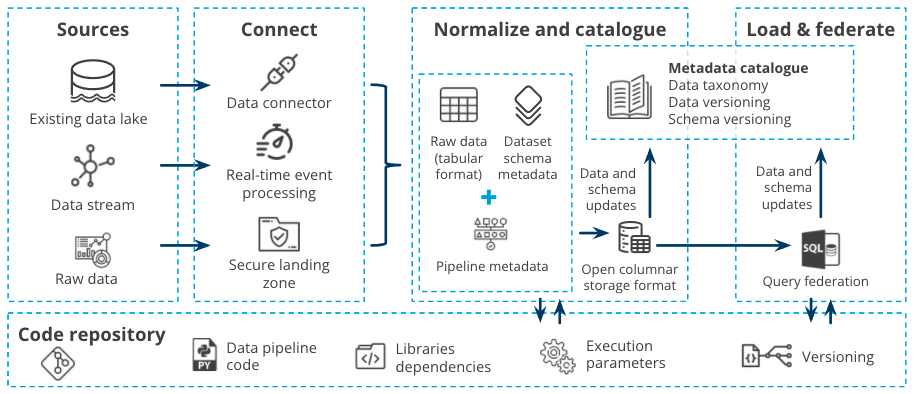 Sources
Existing data lake
Data stream
Raw data
Connect
Data connector
Real-time event
processing
Secure landing
zone
Normalize and catalogue
Raw data
(tabular
format)
Dataset
schema
metadata
+
Pipeline metadata
Data and
schema
updates
Open columnar
storage format
Metadata catalogue
Data taxonomy
Data versioning
Schema versioning
Load & federate
Data and
schema
updates
SQL
Query federation
Code repository
PY
Data pipeline
code
</>
Libraries
dependencies
Execution
parameters
{}
Versioning